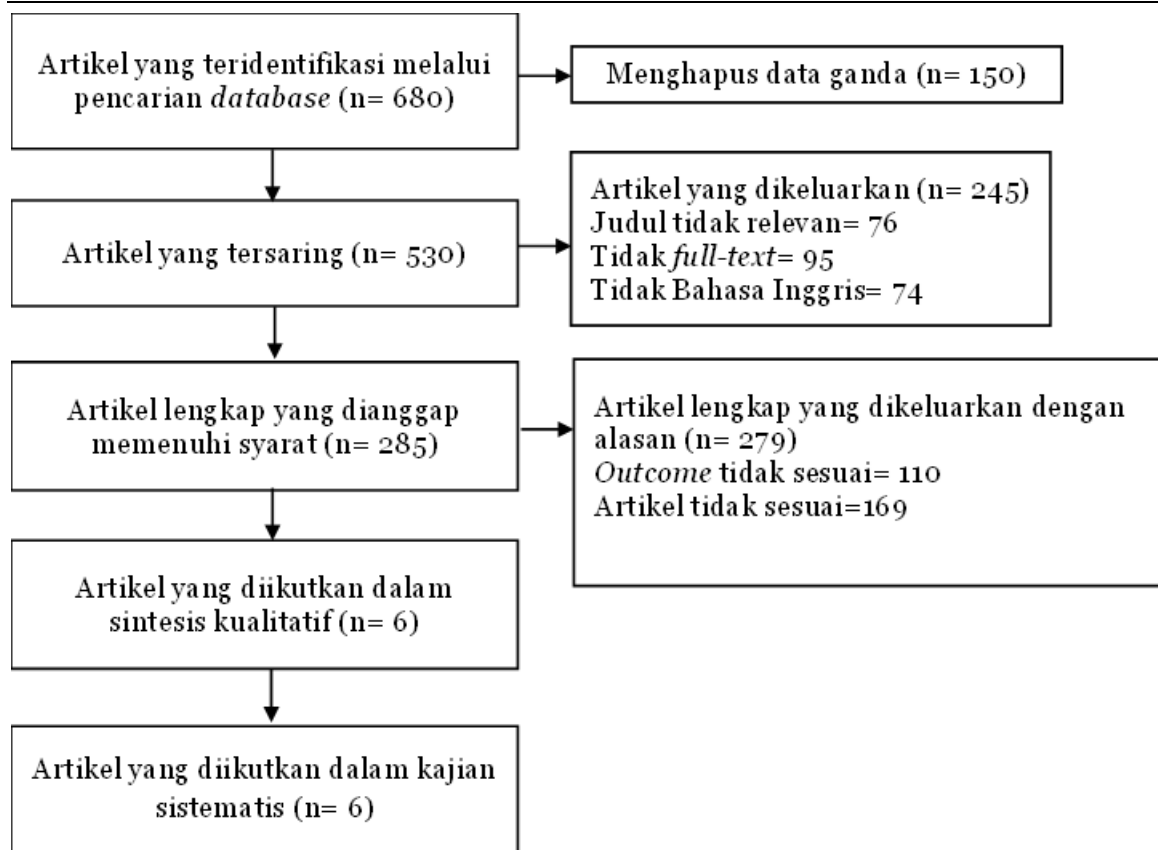 Artikel yang teridentifikasi melalui
pencarian database (n= 680)
Menghapus data ganda (n= 150)
Artikel yang tersaring (n= 530)
Artikel yang dikeluarkan (n= 245)
Judul tidak relevan= 76
Tidak full-text= 95
Tidak Bahasa Inggris= 74
Artikel lengkap yang dianggap
memenuhi syarat (n= 285)
Artikel lengkap yang dikeluarkan dengan
alasan (n= 279)
Outcome tidak sesuai= 110
Artikel tidak sesuai=169
Artikel yang diikutkan dalam
sintesis kualitatif (n= 6)
Artikel yang diikutkan dalam kajian
sistematis (n= 6)